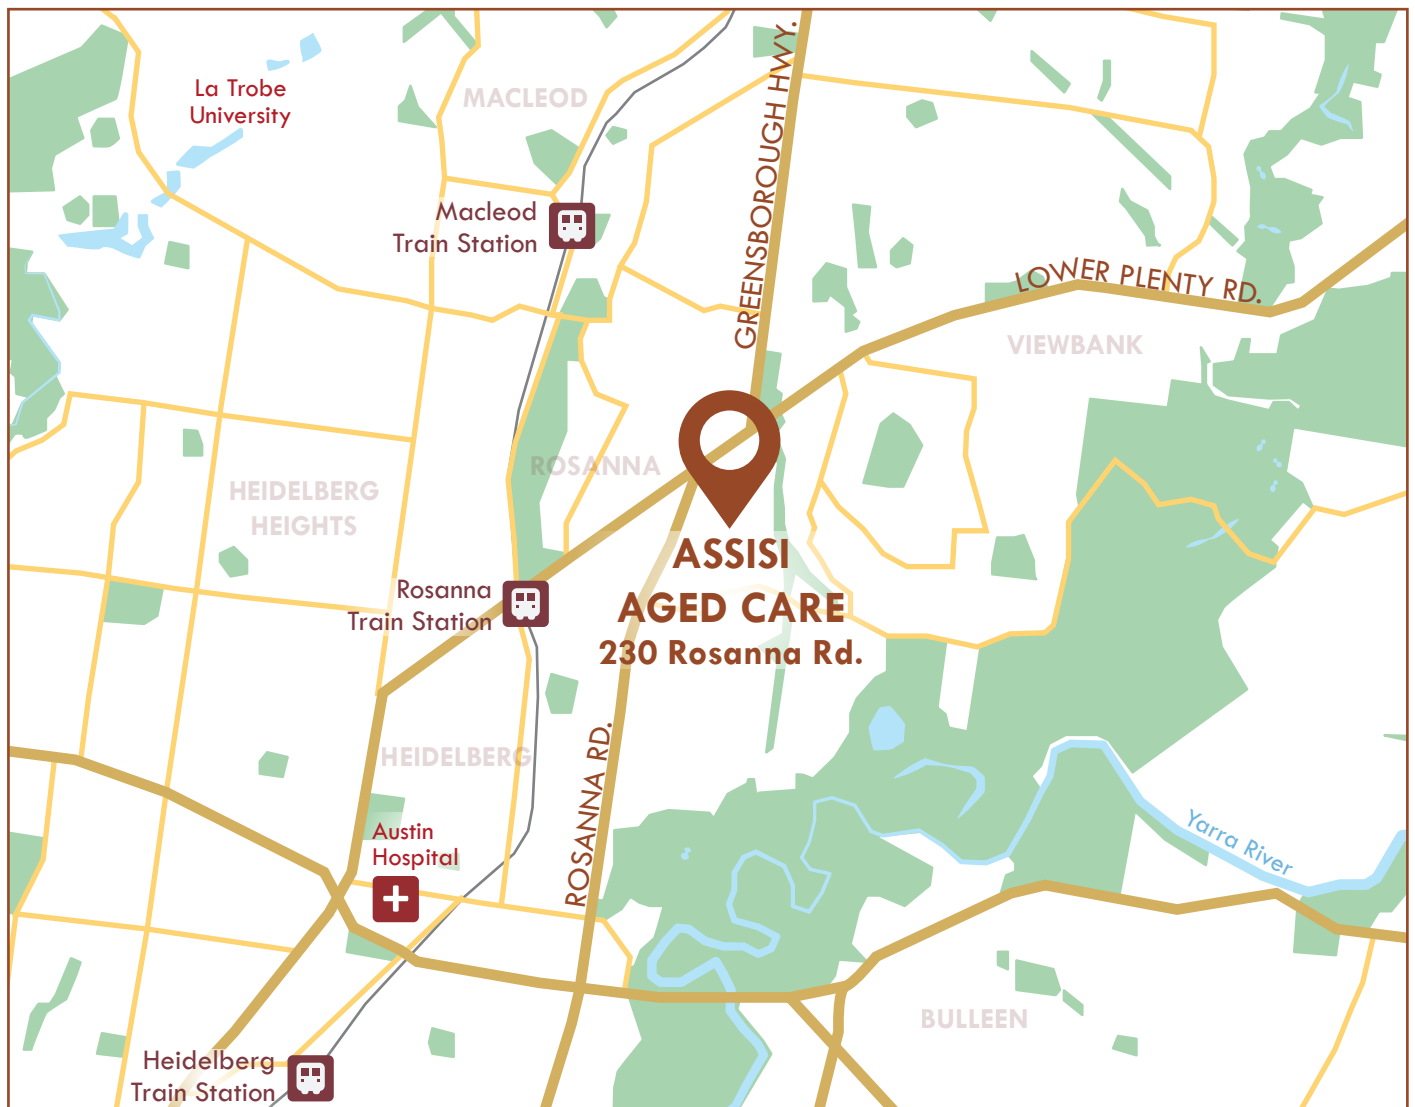 La Trobe
University
MACLEOD
GREENSBOROUGH HWY.
Macleod
Train Station
LOWER PLENTY RD.
VIEWBANK
ROSANNA
HEIDELBERG
HEIGHTS
ASSISI
AGED CARE
230 Rosanna Rd.
Rosanna
Train Station
HEIDELBERG
ROSANNA RD.
Austin
Hospital
Yarra River
BULLEEN
Heidelberg
Train Station